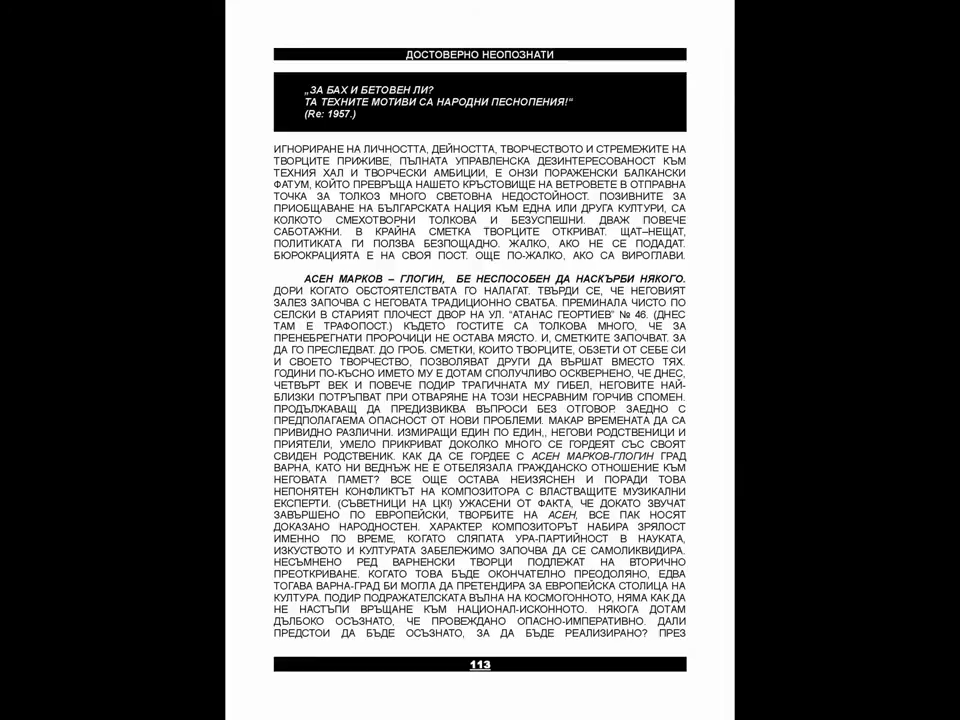 ДОСТОВЕРНО НЕОПОЗНАТИ
„ЗА БАХ И БЕТОВЕН ЛИ?
ТА ТЕХНИТЕ МОТИВИ СА НАРОДНИ ПЕСНОПЕНИЯ!“
(Re: 1957.)
ИГНОРИРАНЕ НА ЛИЧНОСТТА, ДЕЙНОСТТА, ТВОРЧЕСТВОТО И СТРЕМЕЖИТЕ НА
ТВОРЦИТЕ ПРИЖИВЕ, ПЪЛНАТА УПРАВЛЕНСКА ДЕЗИНТЕРЕСОВАНОСТ КЪМ
ТЕХНИЯ ХАЛ И ТВОРЧЕСКИ АМБИЦИИ, Е ОНЗИ ПОРАЖЕНСКИ БАЛКАНСКИ
ФАТУМ, КОЙТО ПРЕВРЪЩА НАШЕТО КРЪСТОВИЩЕ НА ВЕТРОВЕТЕ В ОТПРАВНА
ТОЧКА ЗА ТОЛКОЗ МНОГО СВЕТОВНА НЕДОСТОЙНОСТ. ПОЗИВНИТЕ ЗА
ПРИОБЩАВАНЕ НА БЪЛГАРСКАТА НАЦИЯ КЪМ ЕДНА ИЛИ ДРУГА КУЛТУРИ, СА
КОЛКОТО СМЕХОТВОРНИ ТОЛКОВА И БЕЗУСПЕШНИ. ДВАЖ ПОВЕЧЕ
САБОТАЖНИ. В КРАЙНА СМЕТКА ТВОРЦИТЕ ОТКРИВАТ. ЩАТ–НЕЩАТ,
ПОЛИТИКАТА ГИ ПОЛЗВА БЕЗПОЩАДНО. ЖАЛКО, АКО НЕ СЕ ПОДАДАТ.
БЮРОКРАЦИЯТА Е НА СВОЯ ПОСТ. ОЩЕ ПО-ЖАЛКО, АКО СА ВИРОГЛАВИ.
АСЕН МАРКОВ – ГЛОГИН, БЕ НЕСПОСОБЕН ДА НАСКЪРБИ НЯКОГО.
ДОРИ КОГАТО ОБСТОЯТЕЛСТВАТА ГО НАЛАГАТ. ТВЪРДИ СЕ, ЧЕ НЕГОВИЯТ
ЗАЛЕЗ ЗАПОЧВА С НЕГОВАТА ТРАДИЦИОННО СВАТБА. ПРЕМИНАЛА ЧИСТО ПО
СЕЛСКИ В СТАРИЯТ ПЛОЧЕСТ ДВОР НА УЛ. “АТАНАС ГЕОРГИЕВ” № 46. (ДНЕС
ТАМ Е ТРАФОПОСТ.) КЪДЕТО ГОСТИТЕ СА ТОЛКОВА МНОГО, ЧЕ ЗА
ПРЕНЕБРЕГНАТИ ПРОРОЧИЦИ НЕ ОСТАВА МЯСТО. И, СМЕТКИТЕ ЗАПОЧВАТ. ЗА
ДА ГО ПРЕСЛЕДВАТ. ДО ГРОБ. СМЕТКИ, КОИТО ТВОРЦИТЕ, ОБЗЕТИ ОТ СЕБЕ СИ
И СВОЕТО ТВОРЧЕСТВО, ПОЗВОЛЯВАТ ДРУГИ ДА ВЪРШАТ ВМЕСТО ТЯХ.
ГОДИНИ ПО-КЪСНО ИМЕТО МУ Е ДОТАМ СПОЛУЧЛИВО ОСКВЕРНЕНО, ЧЕ ДНЕС,
ЧЕТВЪРТ ВЕК И ПОВЕЧЕ ПОДИР ТРАГИЧНАТА МУ ГИБЕЛ, НЕГОВИТЕ НАЙ-
БЛИЗКИ ПОТРЪПВАТ ПРИ ОТВАРЯНЕ НА ТОЗИ НЕСРАВНИМ ГОРЧИВ СПОМЕН.
ПРОДЪЛЖАВАЩ ДА ПРЕДИЗВИКВА ВЪПРОСИ БЕЗ ОТГОВОР. ЗАЕДНО С
ПРЕДПОЛАГАЕМА ОПАСНОСТ ОТ НОВИ ПРОБЛЕМИ. МАКАР ВРЕМЕНАТА ДА СА
ПРИВИДНО РАЗЛИЧНИ. ИЗМИРАЩИ ЕДИН ПО ЕДИН,, НЕГОВИ РОДСТВЕНИЦИ И
ПРИЯТЕЛИ, УМЕЛО ПРИКРИВАТ ДОКОЛКО МНОГО СЕ ГОРДЕЯТ СЪС СВОЯТ
СВИДЕН РОДСТВЕНИК. КАК ДА СЕ ГОРДЕЕ С АСЕН МАРКОВ-ГЛОГИН ГРАД
ВАРНА, КАТО НИ ВЕДНЪЖ НЕ Е ОТБЕЛЯЗАЛА ГРАЖДАНСКО ОТНОШЕНИЕ КЪМ
НЕГОВАТА ПАМЕТ? ВСЕ ОЩЕ ОСТАВА НЕИЗЯСНЕН И ПОРАДИ ТОВА
НЕПОНЯТЕН КОНФЛИКТЪТ НА КОМПОЗИТОРА С ВЛАСТВАЩИТЕ МУЗИКАЛНИ
ЕКСПЕРТИ. (СЪВЕТНИЦИ НА ЦК!) УЖАСЕНИ ОТ ФАКТА, ЧЕ ДОКАТО ЗВУЧАТ
ЗАВЪРШЕНО ПО ЕВРОПЕЙСКИ, ТВОРБИТЕ НА АСЕН, ВСЕ ПАК НОСЯТ
ДОКАЗАНО НАРОДНОСТЕН. ХАРАКТЕР. КОМПОЗИТОРЪТ НАБИРА ЗРЯЛОСТ
ИМЕННО ПО ВРЕМЕ, КОГАТО СЛЯПАТА УРА-ПАРТИЙНОСТ В НАУКАТА,
ИЗКУСТВОТО И КУЛТУРАТА ЗАБЕЛЕЖИМО ЗАПОЧВА ДА СЕ САМОЛИКВИДИРА.
НЕСЪМНЕНО РЕД ВАРНЕНСКИ ТВОРЦИ ПОДЛЕЖАТ НА ВТОРИЧНО
ПРЕОТКРИВАНЕ. КОГАТО ТОВА БЪДЕ ОКОНЧАТЕЛНО ПРЕОДОЛЯНО, ЕДВА
ТОГАВА ВАРНА-ГРАД БИ МОГЛА ДА ПРЕТЕНДИРА ЗА ЕВРОПЕЙСКА СТОЛИЦА НА
КУЛТУРА. ПОДИР ПОДРАЖАТЕЛСКАТА ВЪЛНА НА КОСМОГОННОТО, НЯМА КАК ДА
НЕ НАСТЪПИ ВРЪЩАНЕ КЪМ НАЦИОНАЛ-ИСКОННОТО. НЯКОГА ДОТАМ
ДЪЛБОКО ОСЪЗНАТО, ЧЕ ПРОВЕЖДАНО ОПАСНО-ИМПЕРАТИВНО. ДАЛИ
ПРЕДСТОИ ДА БЪДЕ ОСЪЗНАТО, ЗА ДА БЪДЕ РЕАЛИЗИРАНО? ПРЕЗ
113